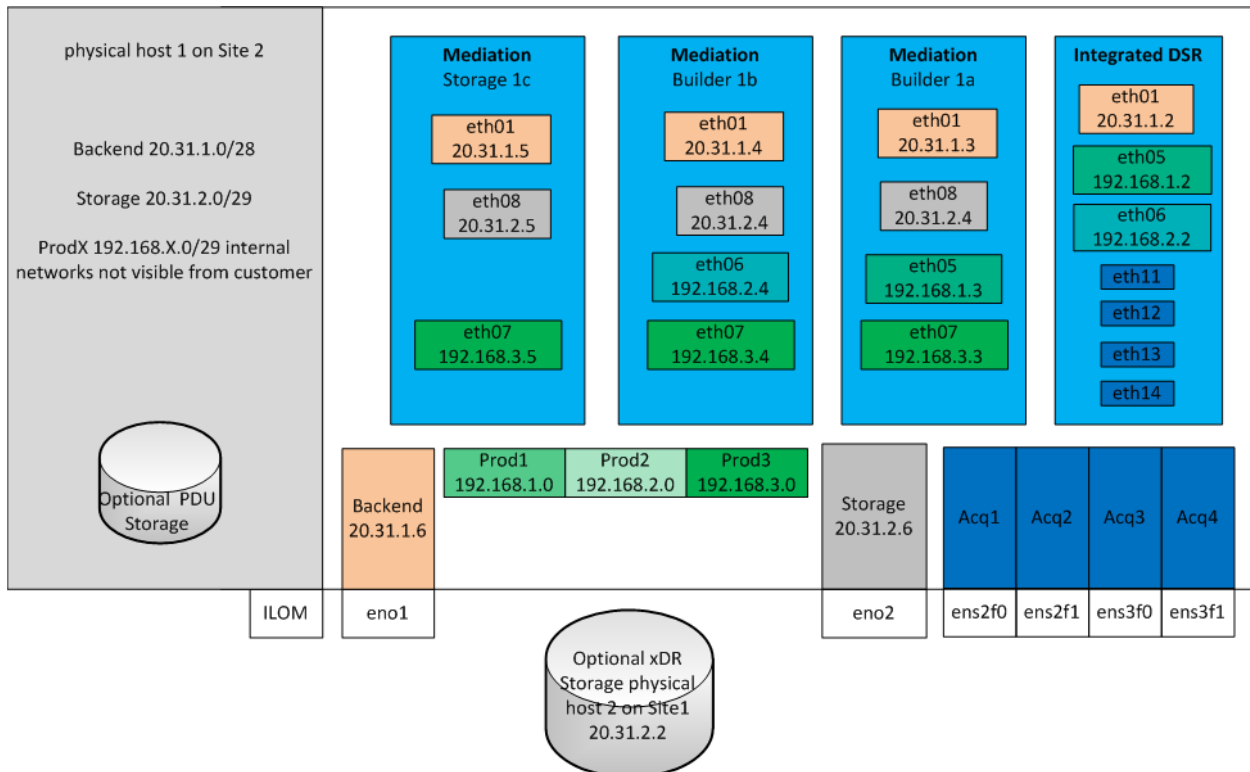 physical host 1 on Site 2
Backend 20.31.1.0/28
Storage 20.31.2.0/29
ProdX 192.168.X.0/29 internal
networks not visible from customer
Optional PDU
Storage
Mediation
Storage 1c
eth01
20.31.1.5
eth08
20.31.2.5
eth07
192.168.3.5
Mediation
Builder 1b
eth01
20.31.1.4
eth08
20.31.2.4
eth06
192.168.2.4
eth07
192.168.3.4
Mediation
Builder 1a
eth01
20.31.1.3
eth08
20.31.2.4
eth05
192.168.1.3
eth07
192.168.3.3
Integrated DSR
eth01
20.31.1.2
eth05
192.168.1.2
eth06
192.168.2.2
eth11
eth12
eth13
eth14
Backend
20.31.1.6
Prod1
192.168.1.0
Prod2
192.168.2.0
Prod3
192.168.3.0
Storage
20.31.2.6
Acq1
Acq2
Acq3
Acq4
ILOM
eno1
eno2
ens2f0
ens2f1
ens3f0
ens3f1
Optional xDR
Storage physical
host 2 on Site1
20.31.2.2